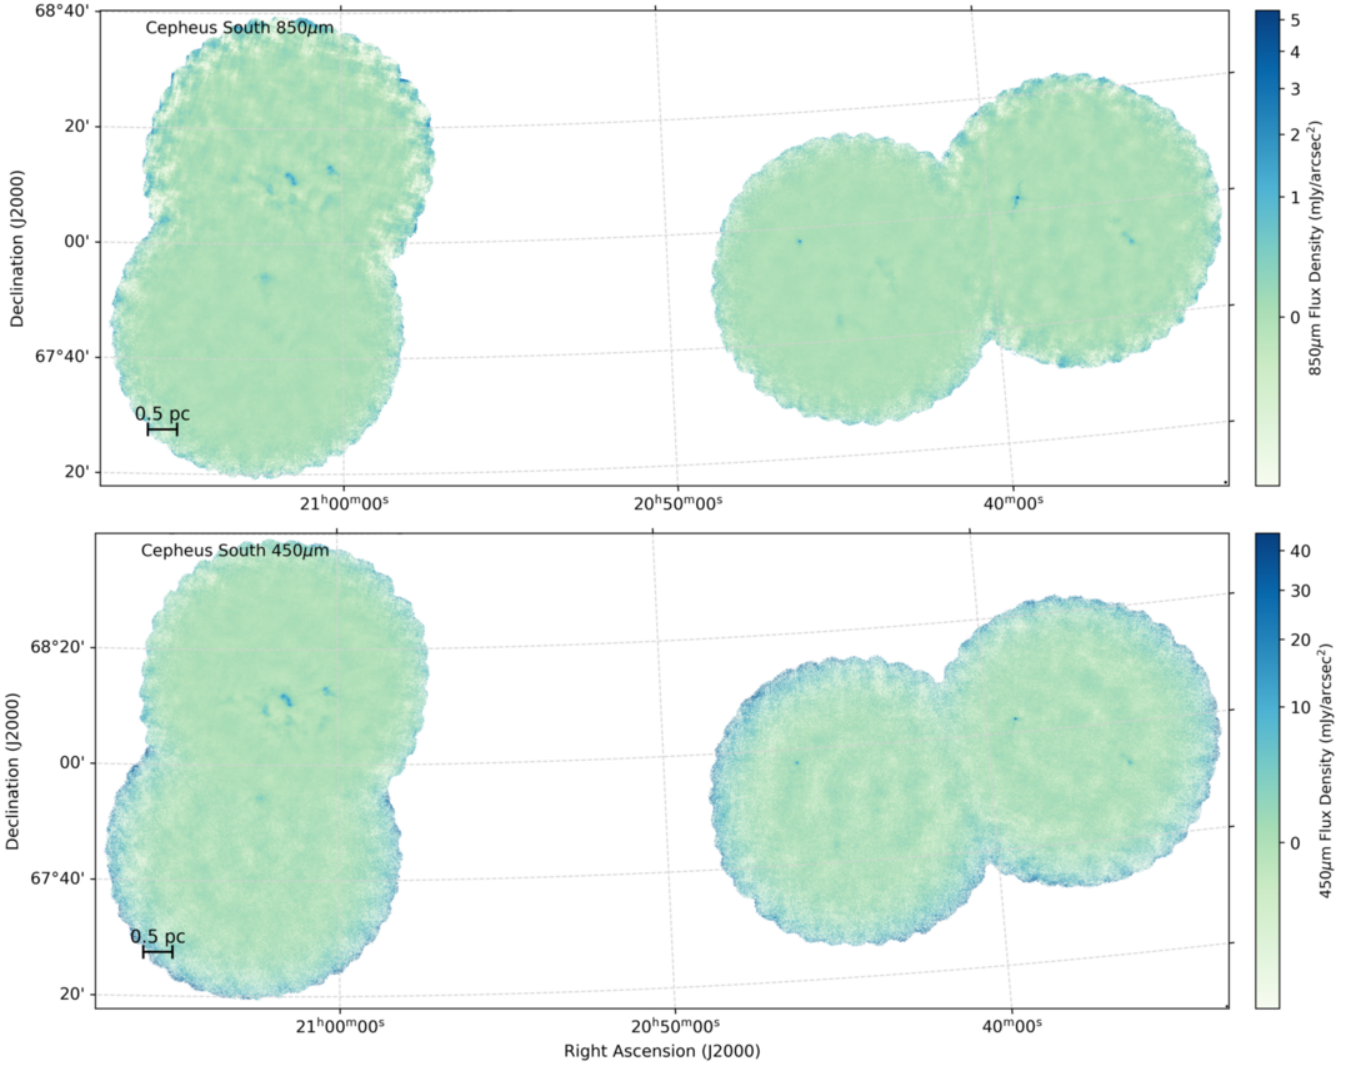 68°40'
Cepheus South 850μm
20'
00'
67°40'
20'
Declination (J2000)
0.5 pc
21ʰ00ᵐ00ˢ
20ʰ50ᵐ00ˢ
40ᵐ00ˢ
5
4
3
2
1
0
850μm Flux Density (mJy/arcsec²)
Cepheus South 450μm
68°20'
00'
67°40'
20'
Declination (J2000)
0.5 pc
21ʰ00ᵐ00ˢ
20ʰ50ᵐ00ˢ
40ᵐ00ˢ
Right Ascension (J2000)
40
30
20
10
0
450μm Flux Density (mJy/arcsec²)